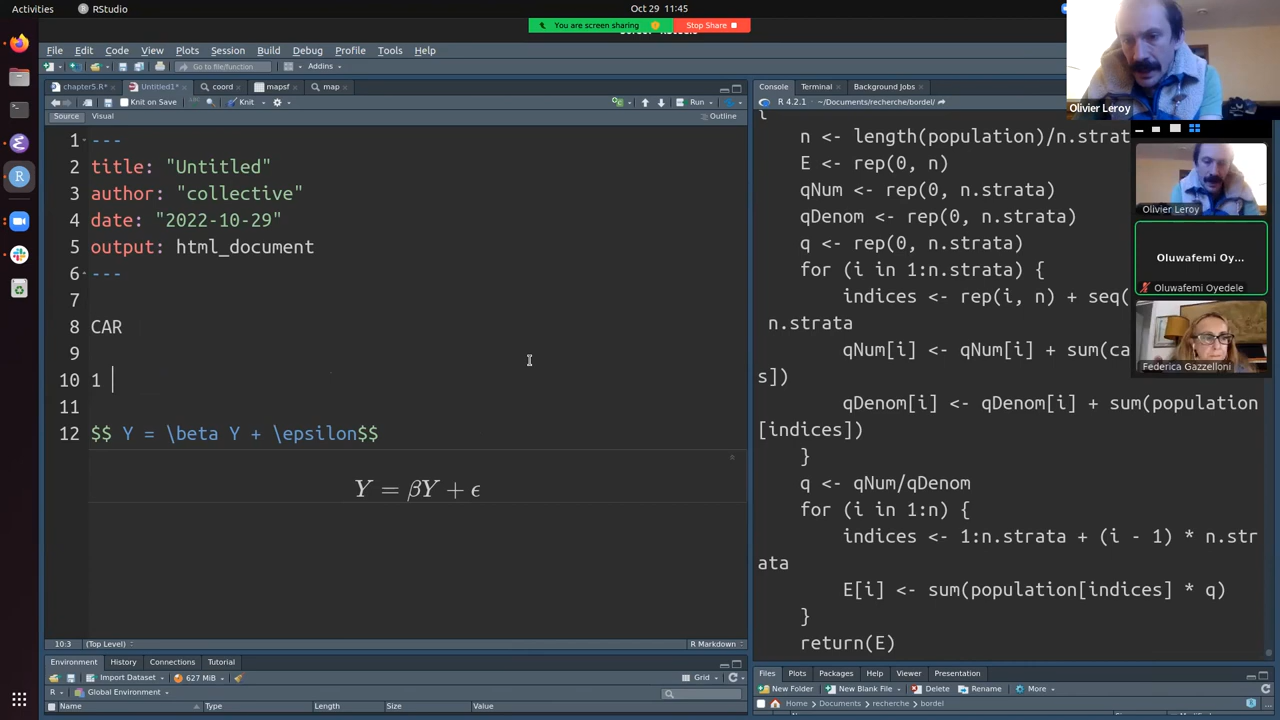 Activities
RStudio
Oct 29 11:45
You are screen sharing
Stop Share
File Edit Code View Plots Session Build Debug Profile Tools Help
Go to file/function
Addins
chapter5.R*
Untitled1*
coord
mapsf
map
Knit on Save
Knit
Run
Source
Visual
Outline
1 ---
2 title: "Untitled"
3 author: "collective"
4 date: "2022-10-29"
5 output: html_document
6 ---
7
8 CAR
9
10 1
11
12 $$ Y = \beta Y + \epsilon$$
Y = βY + ϵ
10:3
(Top Level)
R Markdown
Environment History Connections Tutorial
Import Dataset
627 MiB
Grid
R
Global Environment
Name Type Length Size Value
Console Terminal Background Jobs
R 4.2.1 · ~/Documents/recherche/bordel/
{
n <- length(population)/n.strata
E <- rep(0, n)
qNum <- rep(0, n.strata)
qDenom <- rep(0, n.strata)
q <- rep(0, n.strata)
for (i in 1:n.strata) {
indices <- rep(i, n) + seq(
n.strata
qNum[i] <- qNum[i] + sum(ca
s])
qDenom[i] <- qDenom[i] + sum(population
[indices])
}
q <- qNum/qDenom
for (i in 1:n) {
indices <- 1:n.strata + (i - 1) * n.str
ata
E[i] <- sum(population[indices] * q)
}
return(E)
Files Plots Packages Help Viewer Presentation
New Folder New Blank File Delete Rename More
Home Documents recherche bordel
Name
Olivier Leroy
Olivier Leroy
Oluwafemi Oy...
Oluwafemi Oyedele
Federica Gazzelloni